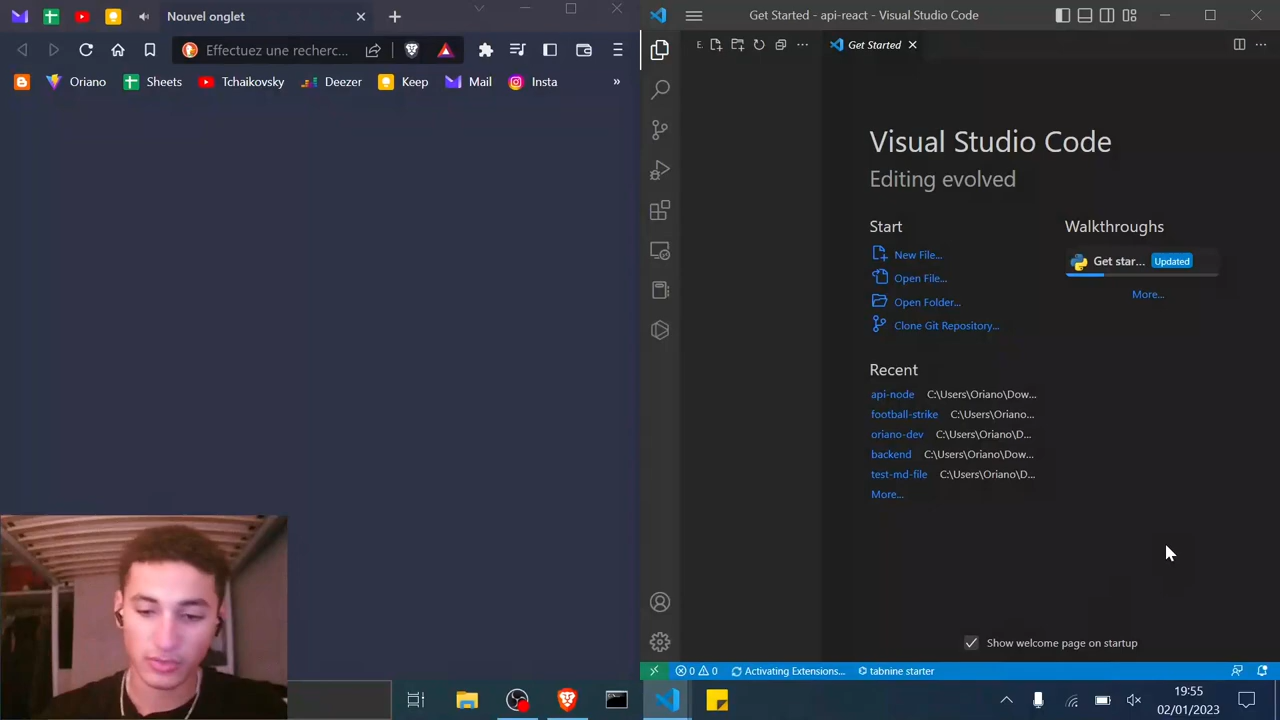 Nouvel onglet
Effectuez une recherc...
Oriano Sheets Tchaikovsky Deezer Keep Mail Insta »
Get Started - api-react - Visual Studio Code
E. ...
Get Started
Visual Studio Code
Editing evolved
Start
New File...
Open File...
Open Folder...
Clone Git Repository...
Walkthroughs
Get star... Updated
More...
Recent
api-node C:\Users\Oriano\Dow...
football-strike C:\Users\Oriano...
oriano-dev C:\Users\Oriano\D...
backend C:\Users\Oriano\Dow...
test-md-file C:\Users\Oriano\D...
More...
Show welcome page on startup
0 0 Activating Extensions... tabnine starter
19:55
02/01/2023